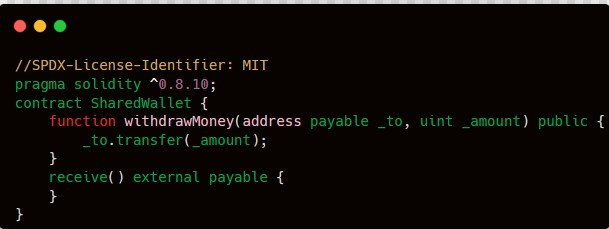 //SPDX-License-Identifier: MIT
pragma solidity ^0.8.10;
contract SharedWallet {
    function withdrawMoney(address payable _to, uint _amount) public {
        _to.transfer(_amount);
    }
    receive() external payable {
    }
}